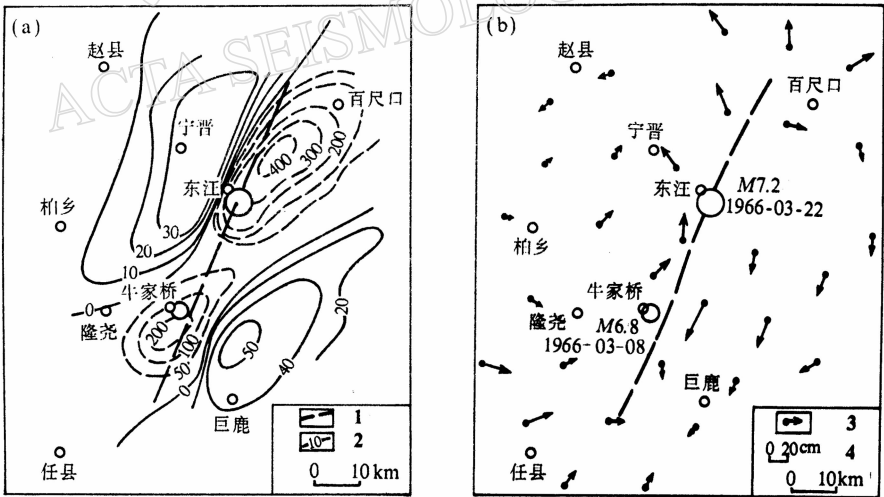 ACTA SEISMOLO
(a)
赵县
百尺口
宁晋
200
300
400
东汪
柏乡
30
20
10
牛家桥
0
隆尧
200
100
50
0
50
40
20
巨鹿
任县
1
10
2
0 10km
(b)
赵县
百尺口
宁晋
东汪
M7.2
1966-03-22
柏乡
牛家桥
隆尧
M6.8
1966-03-08
巨鹿
任县
3
0 20cm
4
0 10km